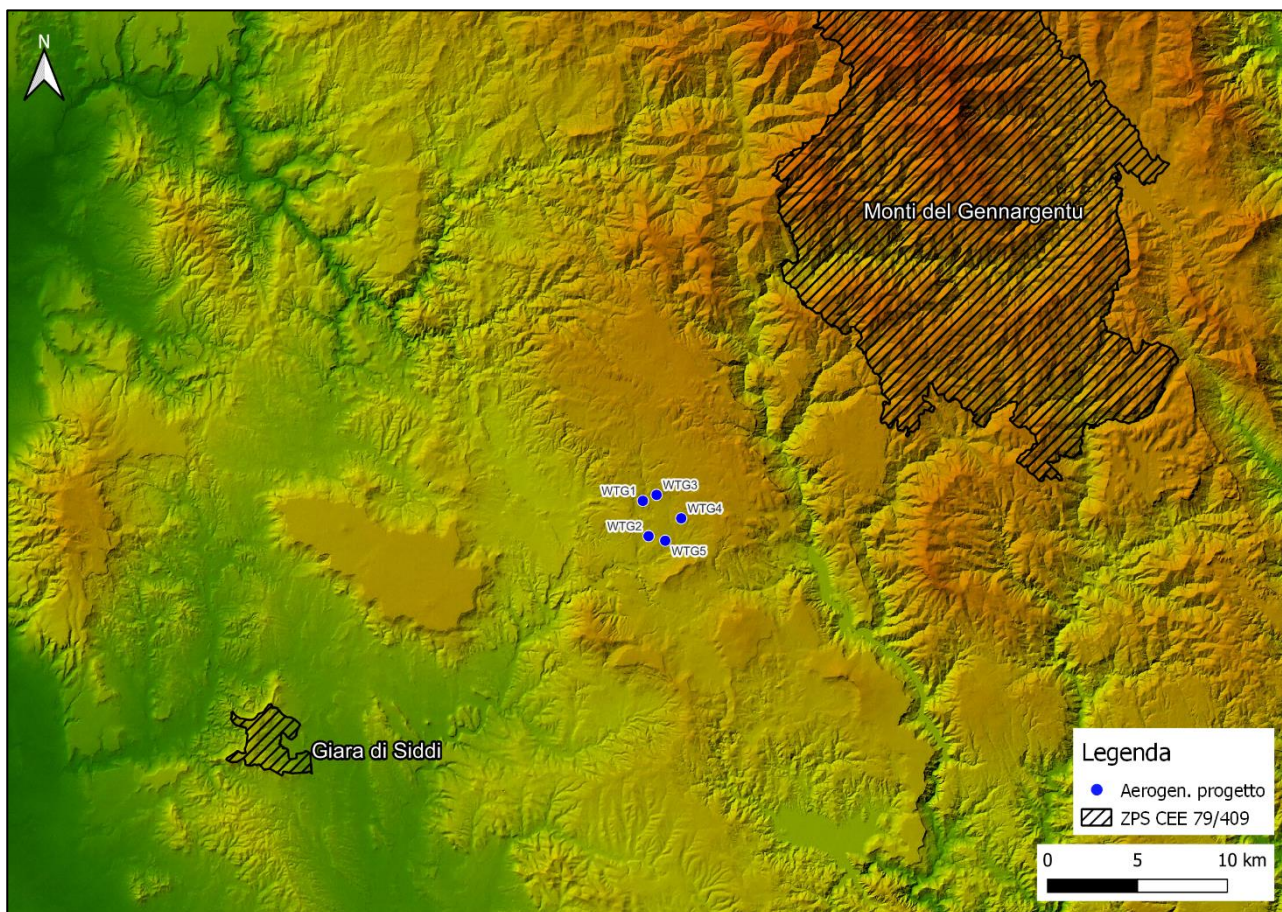 N
Monti del Gennargentu
WTG1
WTG3
WTG4
WTG2
WTG5
Giara di Siddi
Legenda
Aerogen. progetto
ZPS CEE 79/409
0 5 10 km